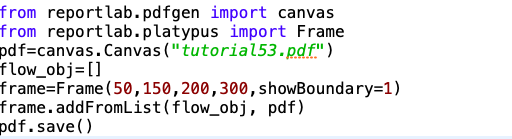 from reportlab.pdfgen import canvas
from reportlab.platypus import Frame
pdf=canvas.Canvas("tutorial53.pdf")
flow_obj=[]
frame=Frame(50,150,200,300,showBoundary=1)
frame.addFromList(flow_obj, pdf)
pdf.save()